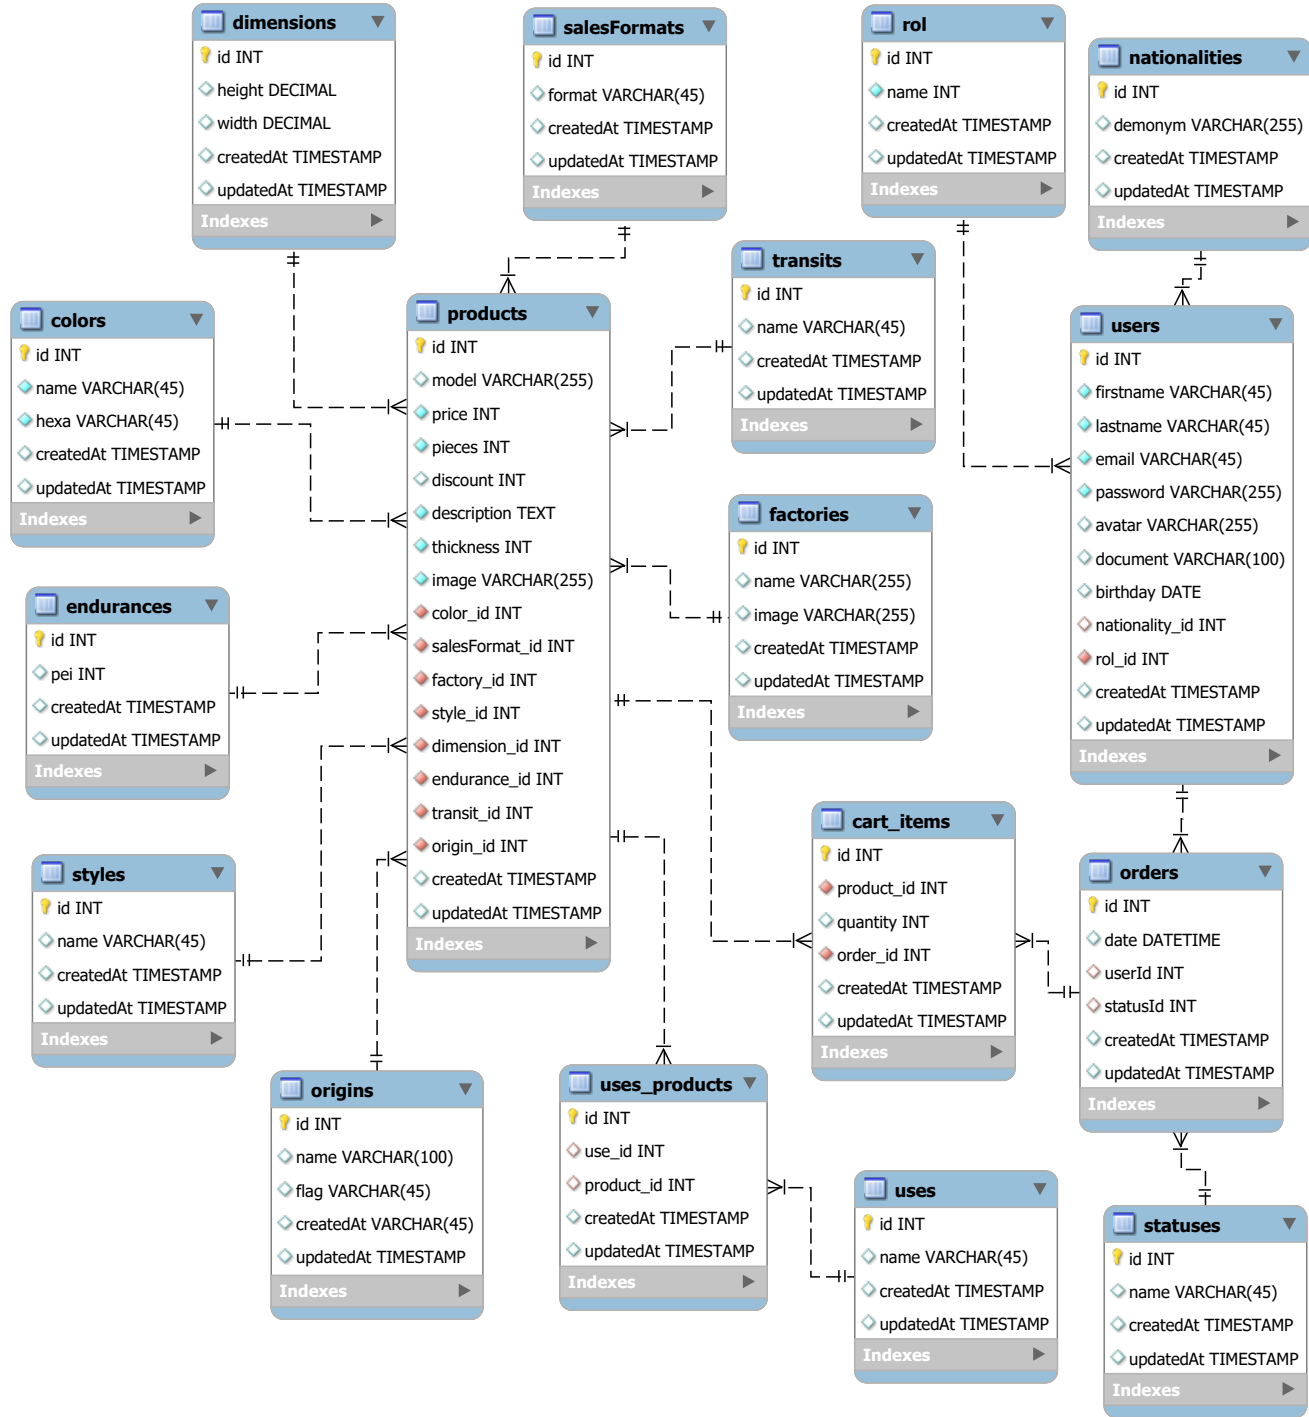 dimensions
id INT
height DECIMAL
width DECIMAL
createdAt TIMESTAMP
updatedAt TIMESTAMP
Indexes
salesFormats
id INT
format VARCHAR(45)
createdAt TIMESTAMP
updatedAt TIMESTAMP
Indexes
rol
id INT
name INT
createdAt TIMESTAMP
updatedAt TIMESTAMP
Indexes
nationalities
id INT
demonym VARCHAR(255)
createdAt TIMESTAMP
updatedAt TIMESTAMP
Indexes
colors
id INT
name VARCHAR(45)
hexa VARCHAR(45)
createdAt TIMESTAMP
updatedAt TIMESTAMP
Indexes
products
id INT
model VARCHAR(255)
price INT
pieces INT
discount INT
description TEXT
thickness INT
image VARCHAR(255)
color_id INT
salesFormat_id INT
factory_id INT
style_id INT
dimension_id INT
endurance_id INT
transit_id INT
origin_id INT
createdAt TIMESTAMP
updatedAt TIMESTAMP
Indexes
transits
id INT
name VARCHAR(45)
createdAt TIMESTAMP
updatedAt TIMESTAMP
Indexes
users
id INT
firstname VARCHAR(45)
lastname VARCHAR(45)
email VARCHAR(45)
password VARCHAR(255)
avatar VARCHAR(255)
document VARCHAR(100)
birthday DATE
nationality_id INT
rol_id INT
createdAt TIMESTAMP
updatedAt TIMESTAMP
Indexes
factories
id INT
name VARCHAR(255)
image VARCHAR(255)
createdAt TIMESTAMP
updatedAt TIMESTAMP
Indexes
endurances
id INT
pei INT
createdAt TIMESTAMP
updatedAt TIMESTAMP
Indexes
styles
id INT
name VARCHAR(45)
createdAt TIMESTAMP
updatedAt TIMESTAMP
Indexes
cart_items
id INT
product_id INT
quantity INT
order_id INT
createdAt TIMESTAMP
updatedAt TIMESTAMP
Indexes
orders
id INT
date DATETIME
userId INT
statusId INT
createdAt TIMESTAMP
updatedAt TIMESTAMP
Indexes
origins
id INT
name VARCHAR(100)
flag VARCHAR(45)
createdAt VARCHAR(45)
updatedAt TIMESTAMP
Indexes
uses_products
id INT
use_id INT
product_id INT
createdAt TIMESTAMP
updatedAt TIMESTAMP
Indexes
uses
id INT
name VARCHAR(45)
createdAt TIMESTAMP
updatedAt TIMESTAMP
Indexes
statuses
id INT
name VARCHAR(45)
createdAt TIMESTAMP
updatedAt TIMESTAMP
Indexes